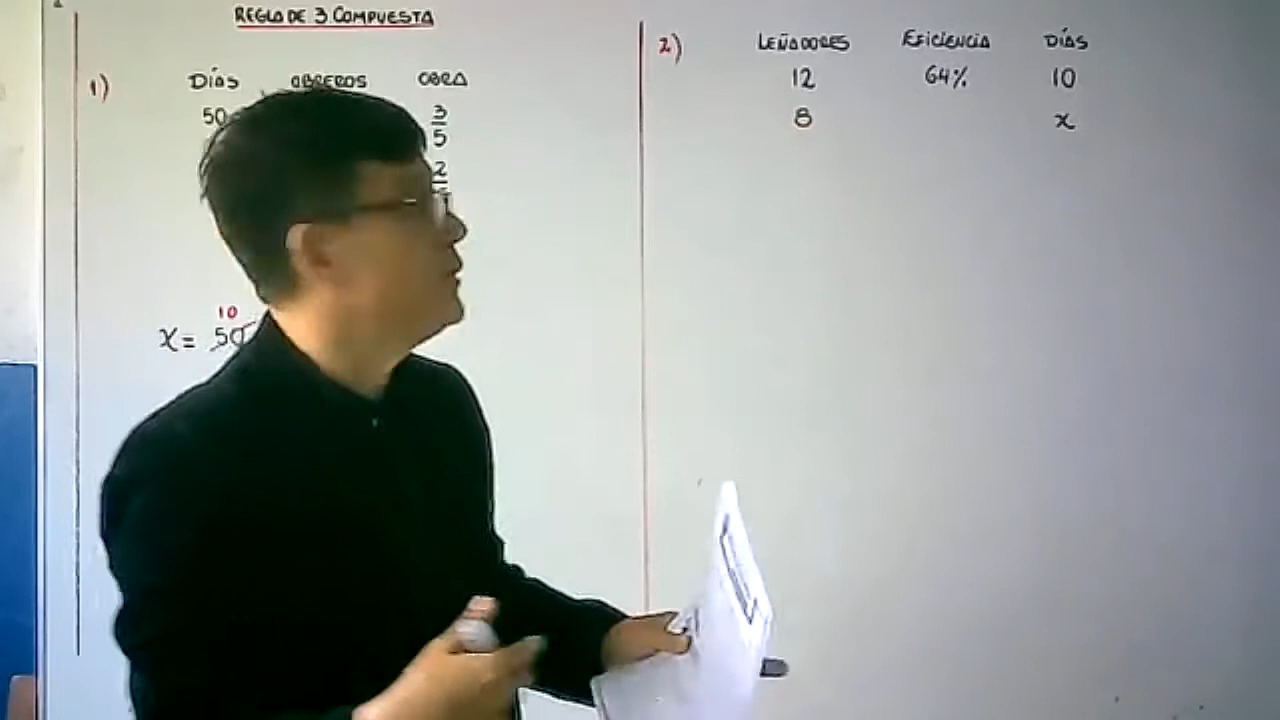 REGLA DE 3 COMPUESTA
1)
DÍAS OBREROS OBRA
50 3/5
2
x = 50
10
2)
LEÑADORES EFICIENCIA DÍAS
12 64% 10
8 x